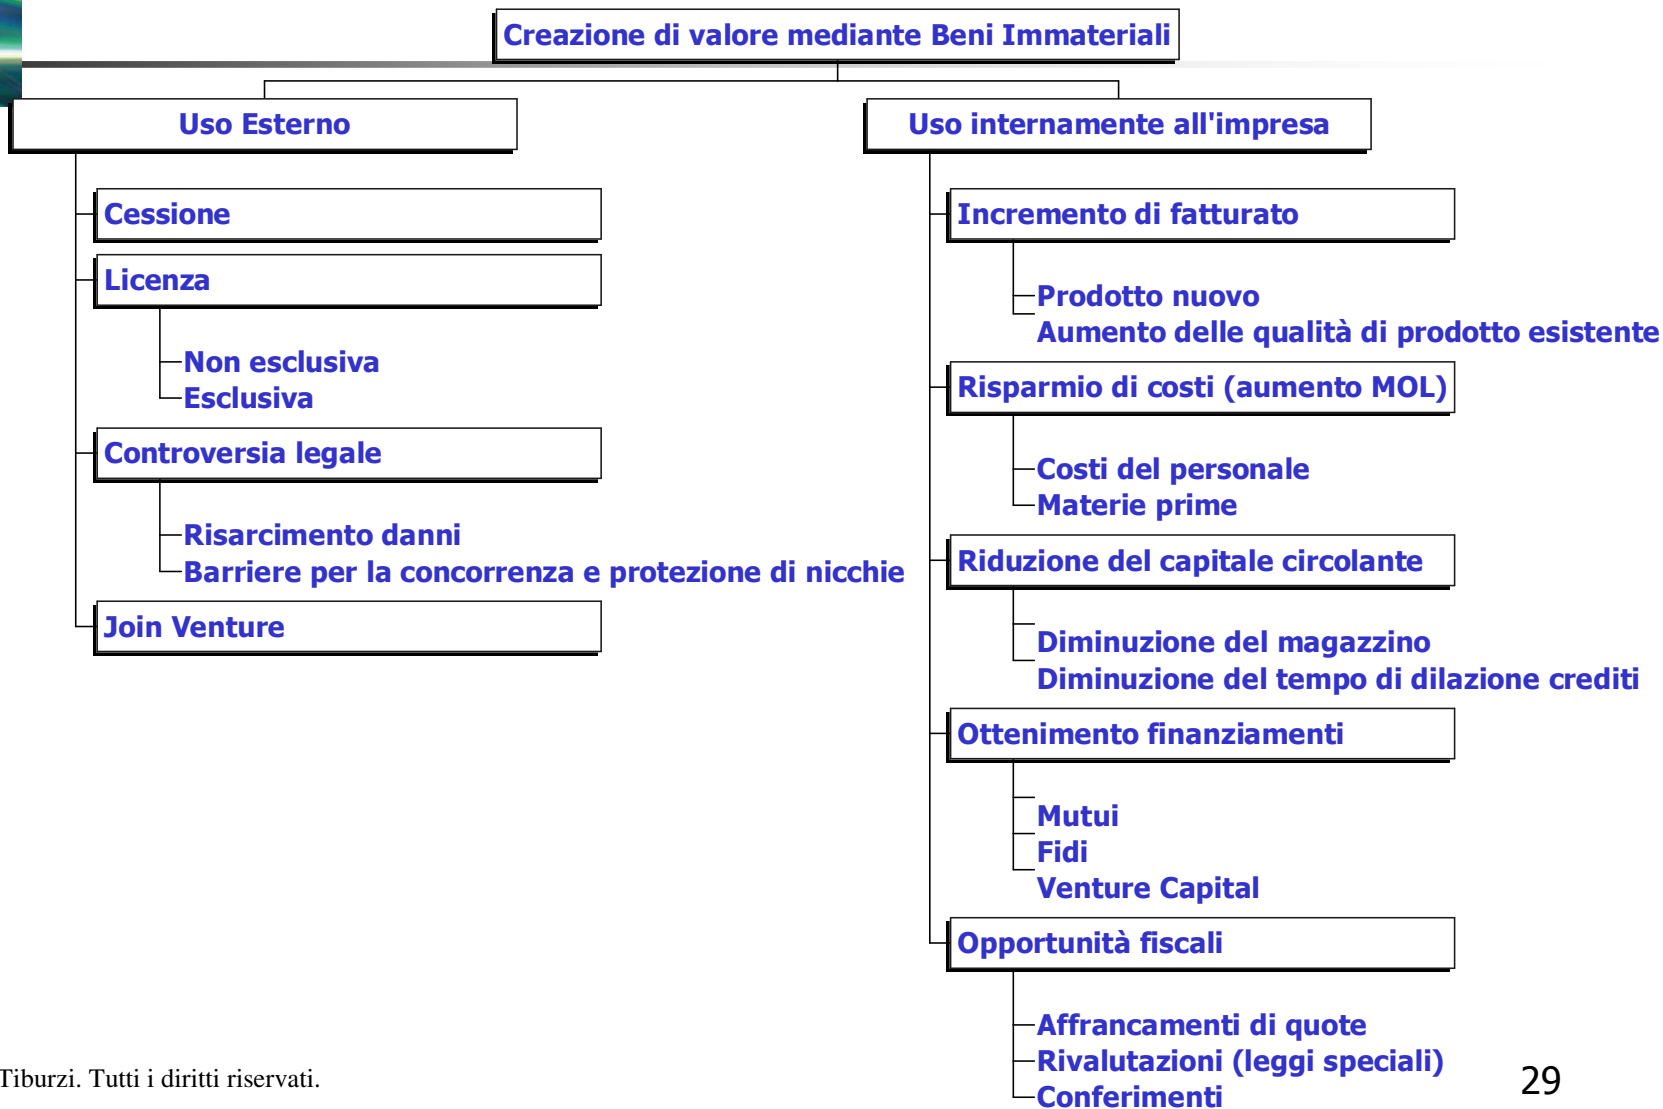 Creazione di valore mediante Beni Immateriali
Uso Esterno
Cessione
Licenza
Non esclusiva
Esclusiva
Controversia legale
Risarcimento danni
Barriere per la concorrenza e protezione di nicchie
Join Venture
Uso internamente all'impresa
Incremento di fatturato
Prodotto nuovo
Aumento delle qualità di prodotto esistente
Risparmio di costi (aumento MOL)
Costi del personale
Materie prime
Riduzione del capitale circolante
Diminuzione del magazzino
Diminuzione del tempo di dilazione crediti
Ottenimento finanziamenti
Mutui
Fidi
Venture Capital
Opportunità fiscali
Affrancamenti di quote
Rivalutazioni (leggi speciali)
Conferimenti
Tiburzi. Tutti i diritti riservati.
29